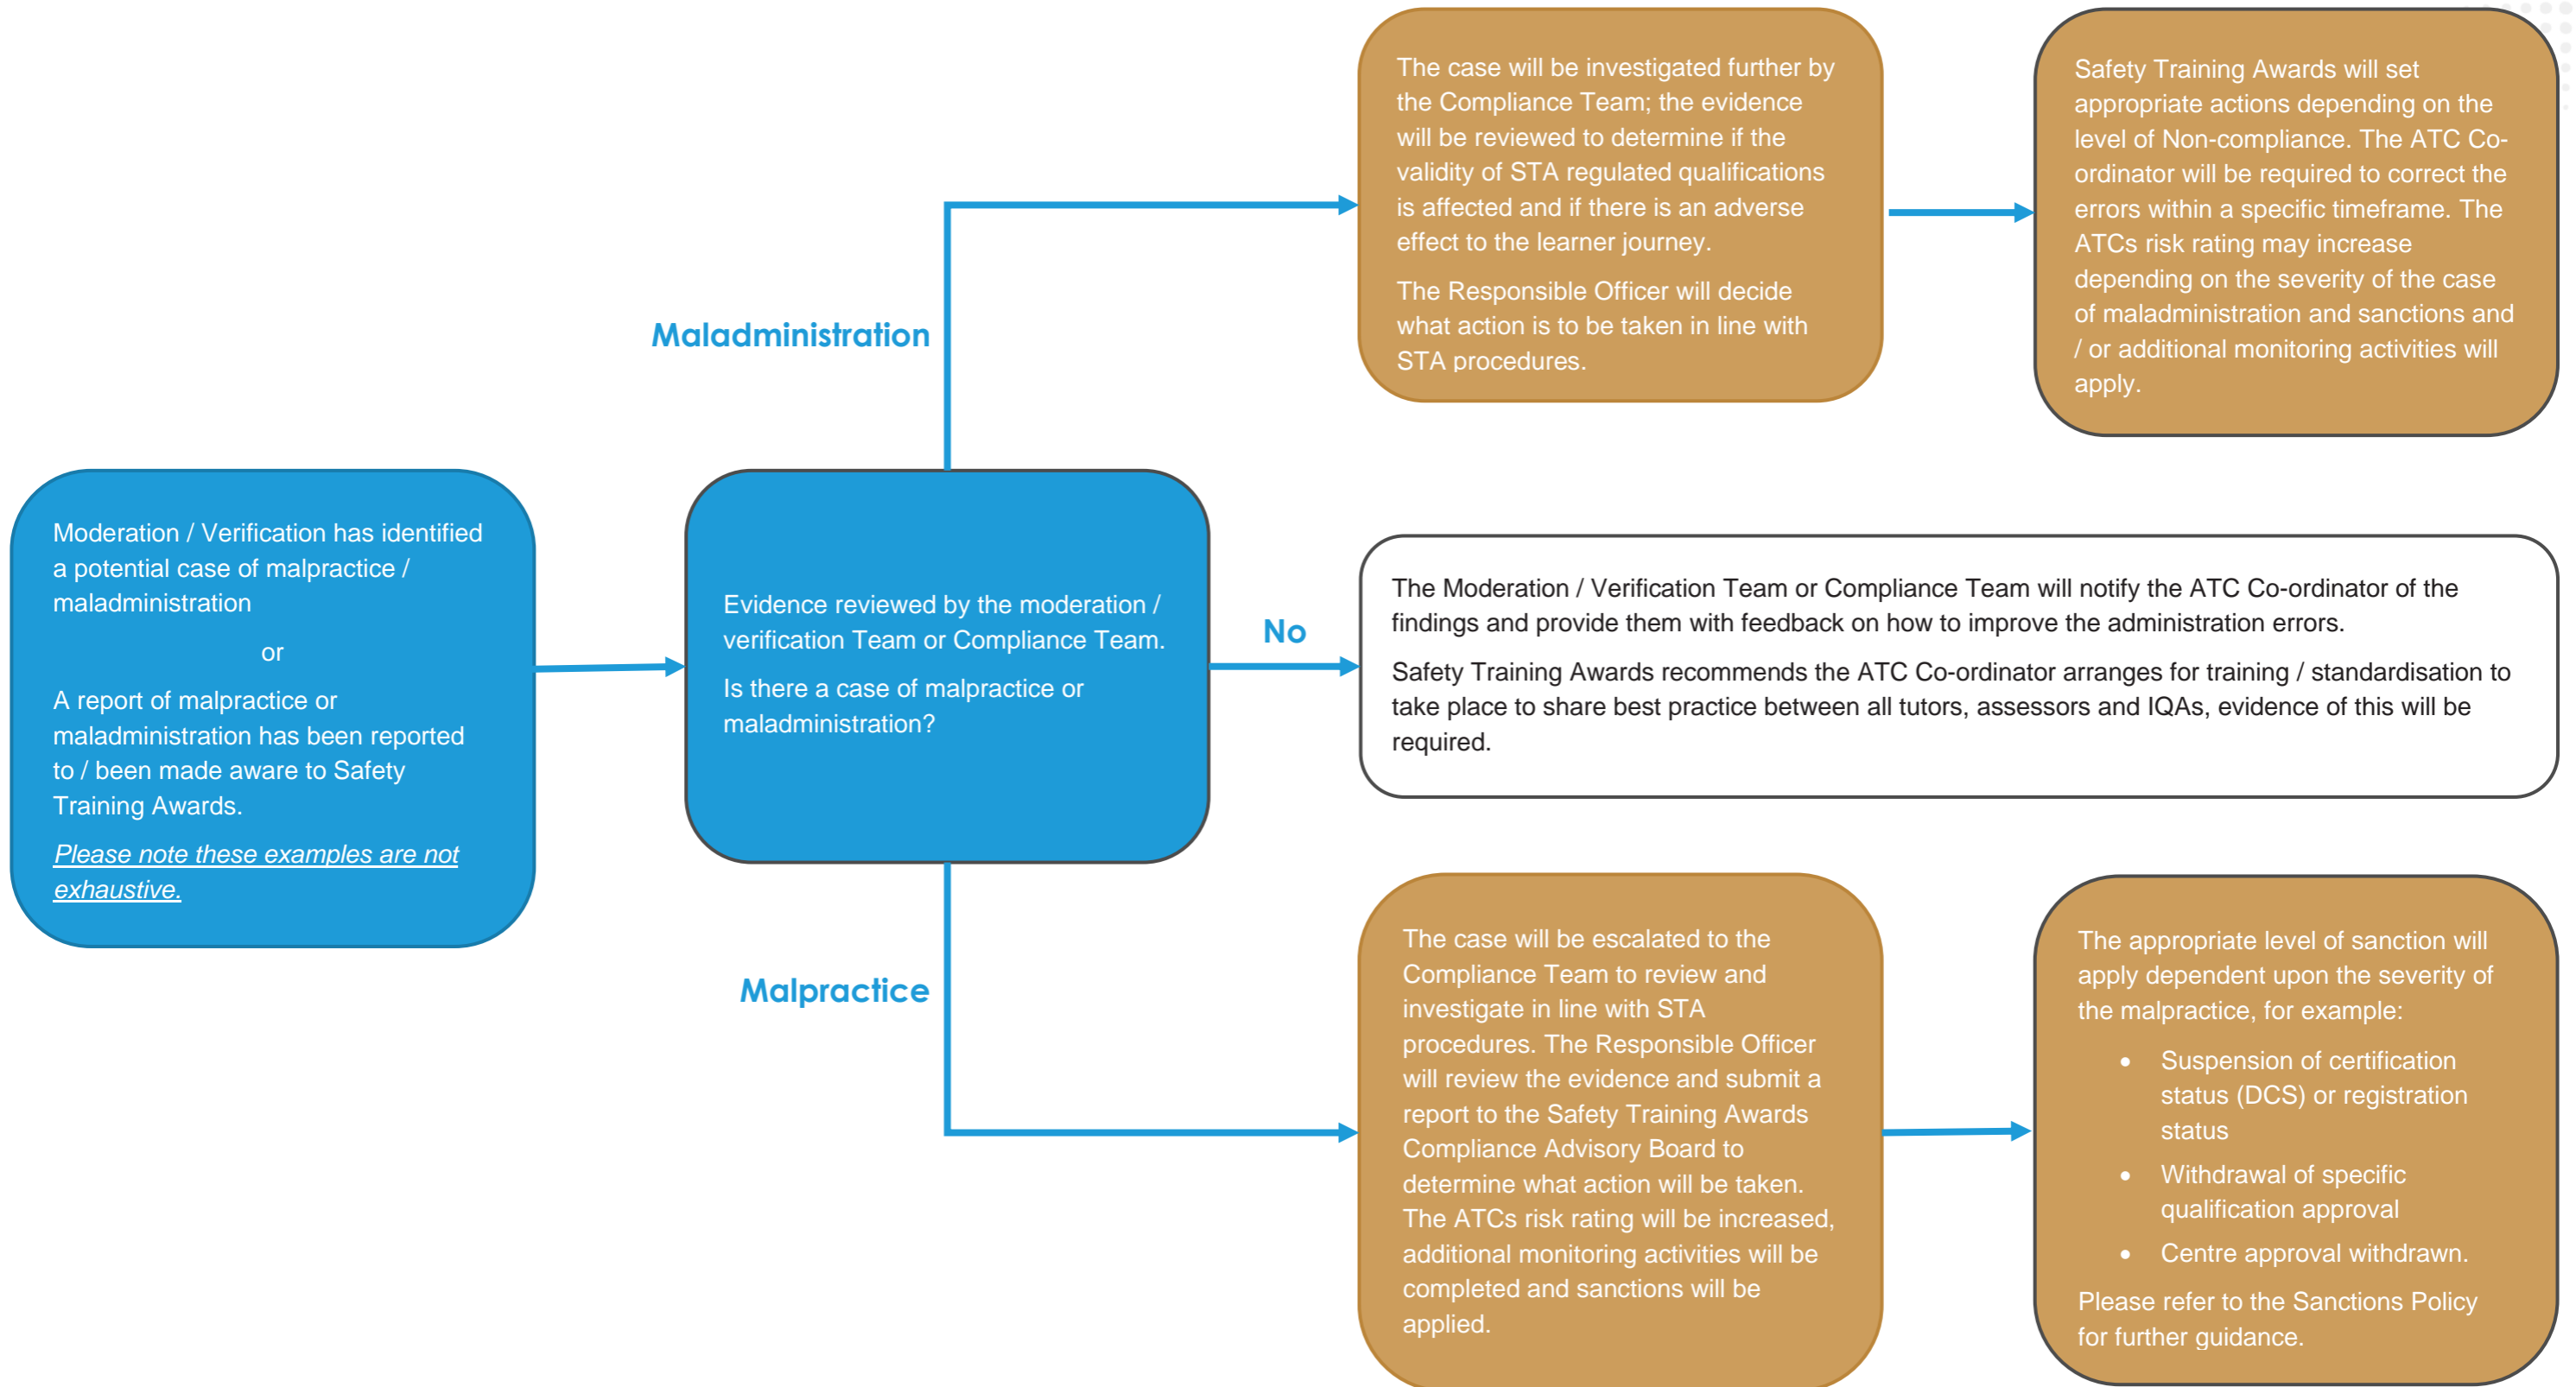 Moderation / Verification has identified
a potential case of malpractice /
maladministration
or
A report of malpractice or
maladministration has been reported
to / been made aware to Safety
Training Awards.
Please note these examples are not
exhaustive.
Evidence reviewed by the moderation /
verification Team or Compliance Team.
Is there a case of malpractice or
maladministration?
Maladministration
The case will be investigated further by
the Compliance Team; the evidence
will be reviewed to determine if the
validity of STA regulated qualifications
is affected and if there is an adverse
effect to the learner journey.
The Responsible Officer will decide
what action is to be taken in line with
STA procedures.
Safety Training Awards will set
appropriate actions depending on the
level of Non-compliance. The ATC Co-
ordinator will be required to correct the
errors within a specific timeframe. The
ATCs risk rating may increase
depending on the severity of the case
of maladministration and sanctions and
/ or additional monitoring activities will
apply.
No
The Moderation / Verification Team or Compliance Team will notify the ATC Co-ordinator of the
findings and provide them with feedback on how to improve the administration errors.
Safety Training Awards recommends the ATC Co-ordinator arranges for training / standardisation to
take place to share best practice between all tutors, assessors and IQAs, evidence of this will be
required.
Malpractice
The case will be escalated to the
Compliance Team to review and
investigate in line with STA
procedures. The Responsible Officer
will review the evidence and submit a
report to the Safety Training Awards
Compliance Advisory Board to
determine what action will be taken.
The ATCs risk rating will be increased,
additional monitoring activities will be
completed and sanctions will be
applied.
The appropriate level of sanction will
apply dependent upon the severity of
the malpractice, for example:
• Suspension of certification
status (DCS) or registration
status
• Withdrawal of specific
qualification approval
• Centre approval withdrawn.
Please refer to the Sanctions Policy
for further guidance.